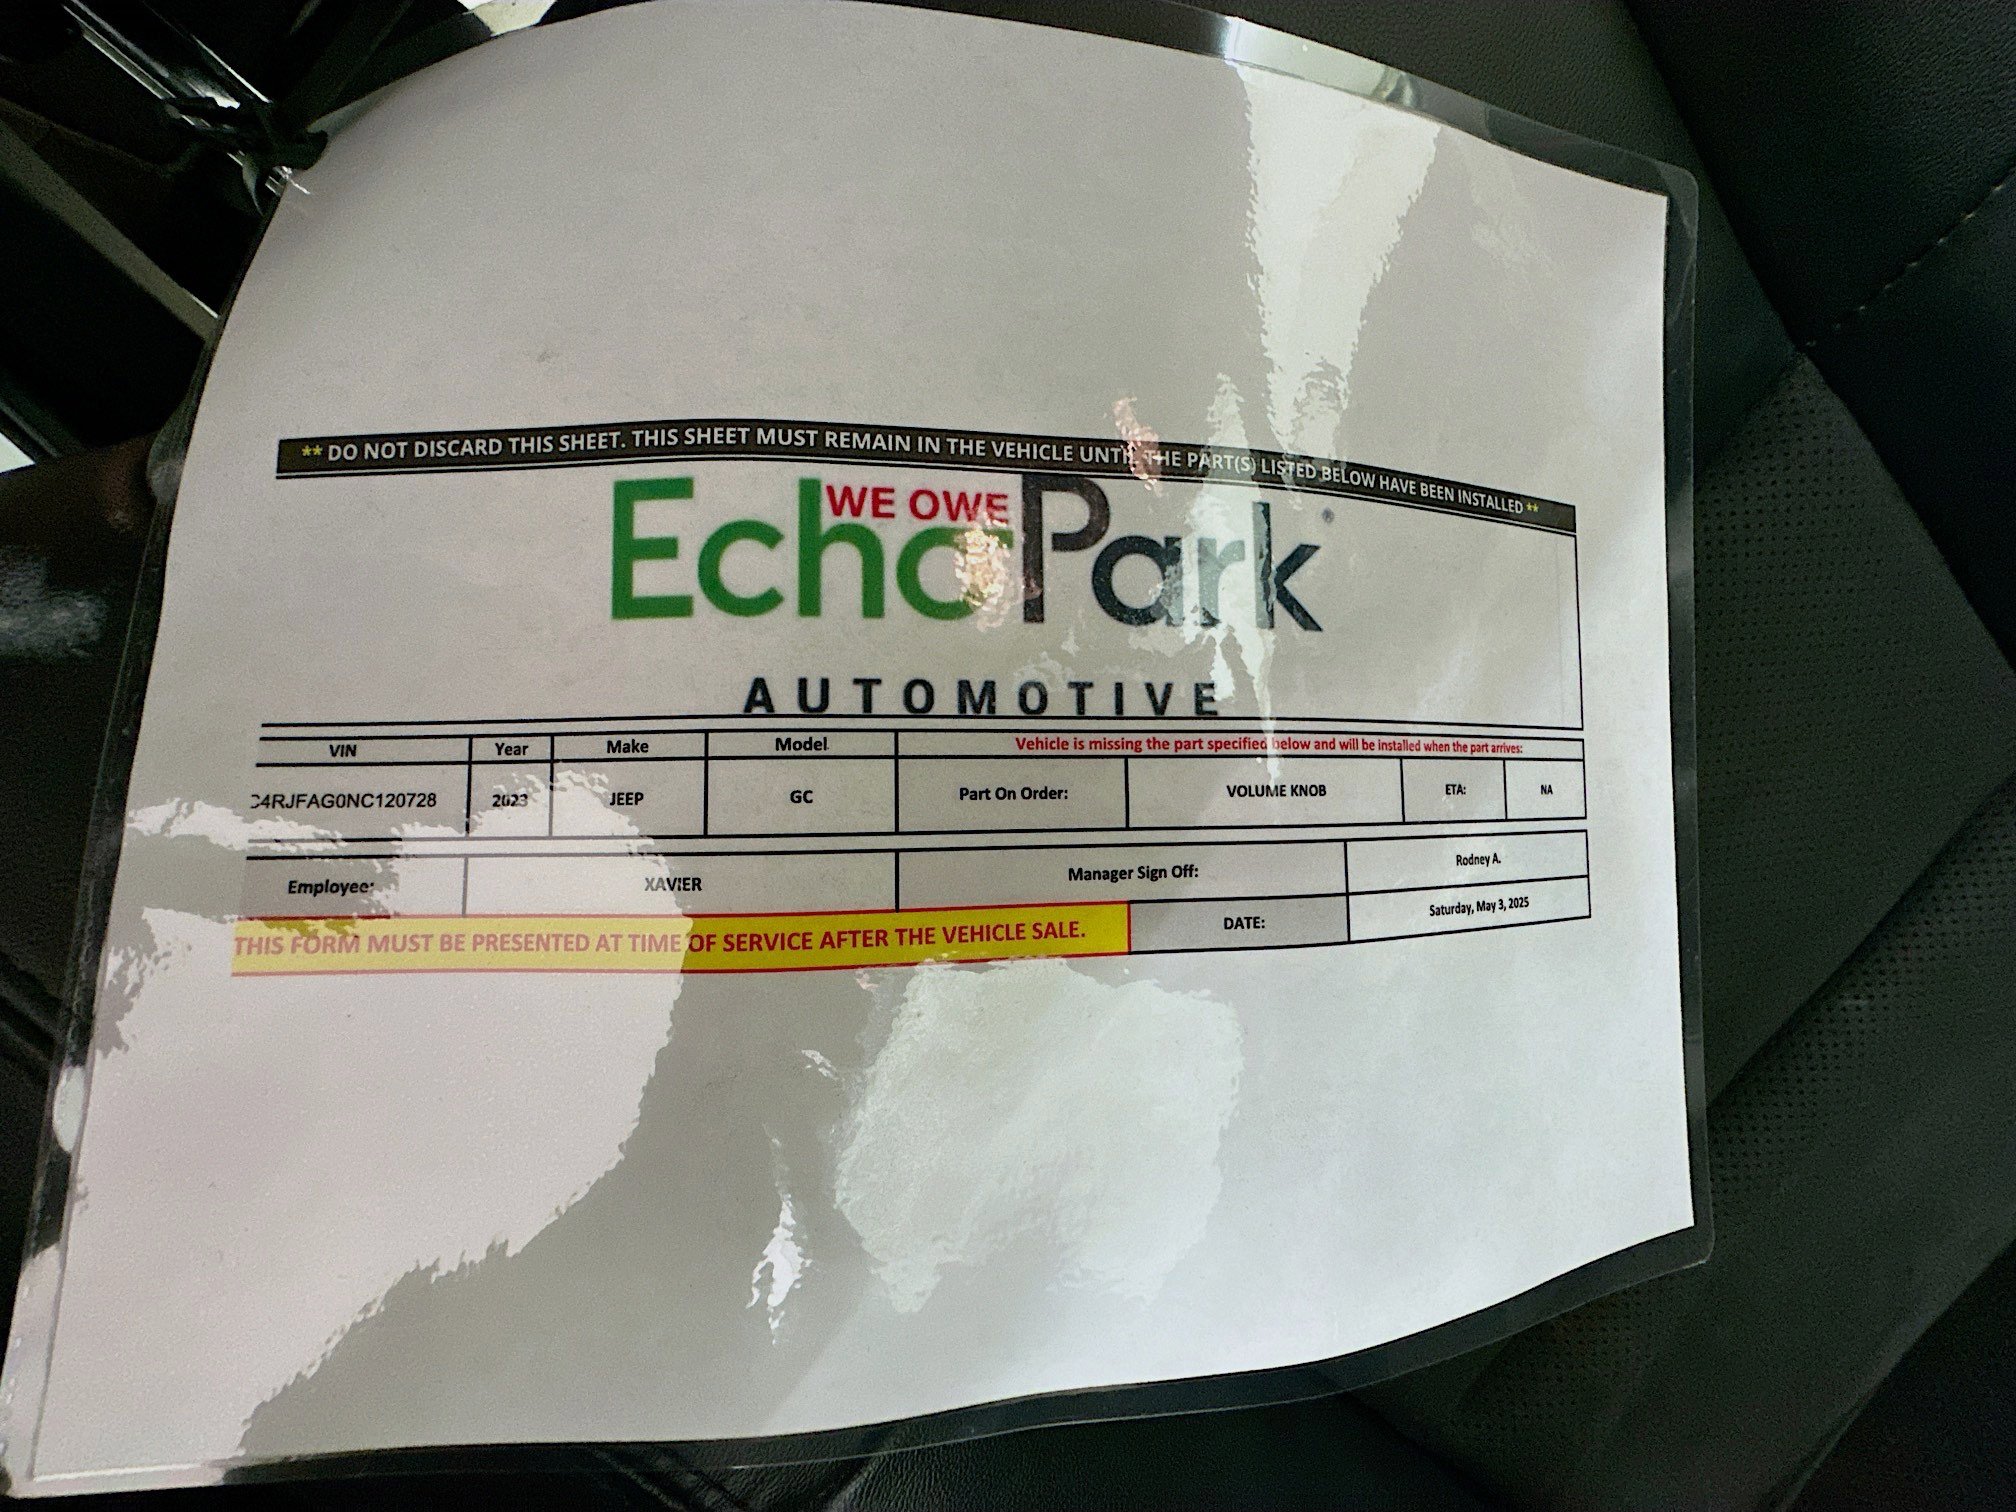 ** DO NOT DISCARD THIS SHEET. THIS SHEET MUST REMAIN IN THE VEHICLE UNTIL THE PART(S) LISTED BELOW HAVE BEEN INSTALLED **
WE OWE
EchoPark
AUTOMOTIVE
VIN Year Make Model Vehicle is missing the part specified below and will be installed when the part arrives:
C4RJFAG0NC120728 2023 JEEP GC Part On Order: VOLUME KNOB ETA: NA
Employee: XAVIER Manager Sign Off: Rodney A.
THIS FORM MUST BE PRESENTED AT TIME OF SERVICE AFTER THE VEHICLE SALE. DATE: Saturday, May 3, 2025